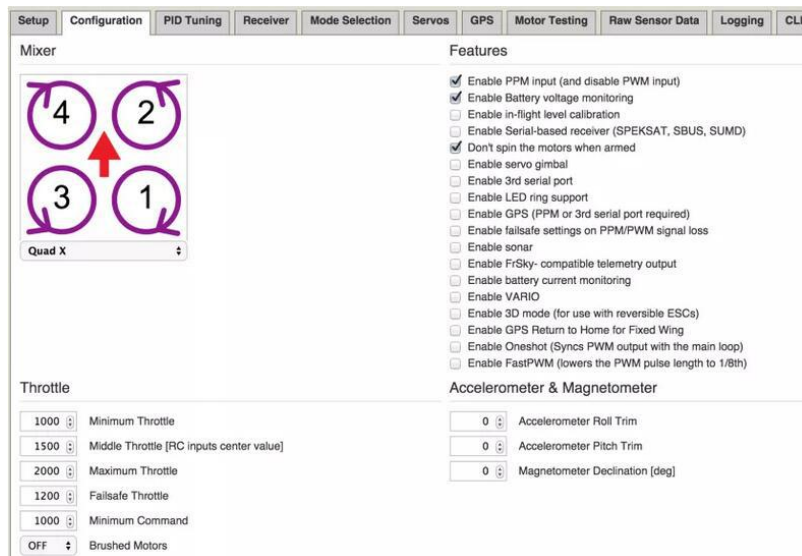 Setup Configuration PID Tuning Receiver Mode Selection Servos GPS Motor Testing Raw Sensor Data Logging
Mixer
4 2
3 1
Quad X
Features
Enable PPM input (and disable PWM input)
Enable Battery voltage monitoring
Enable in-flight level calibration
Enable Serial-based receiver (SPEKSAT, SBUS, SUMD)
Don't spin the motors when armed
Enable servo gimbal
Enable 3rd serial port
Enable LED ring support
Enable GPS (PPM or 3rd serial port required)
Enable failsafe settings on PPM/PWM signal loss
Enable sonar
Enable FrSky- compatible telemetry output
Enable battery current monitoring
Enable VARIO
Enable 3D mode (for use with reversible ESCs)
Enable GPS Return to Home for Fixed Wing
Enable Oneshot (Syncs PWM output with the main loop)
Enable FastPWM (lowers the PWM pulse length to 1/8th)
Throttle
1000 Minimum Throttle
1500 Middle Throttle [RC inputs center value]
2000 Maximum Throttle
1200 Failsafe Throttle
1000 Minimum Command
OFF Brushed Motors
Accelerometer & Magnetometer
0 Accelerometer Roll Trim
0 Accelerometer Pitch Trim
0 Magnetometer Declination [deg]